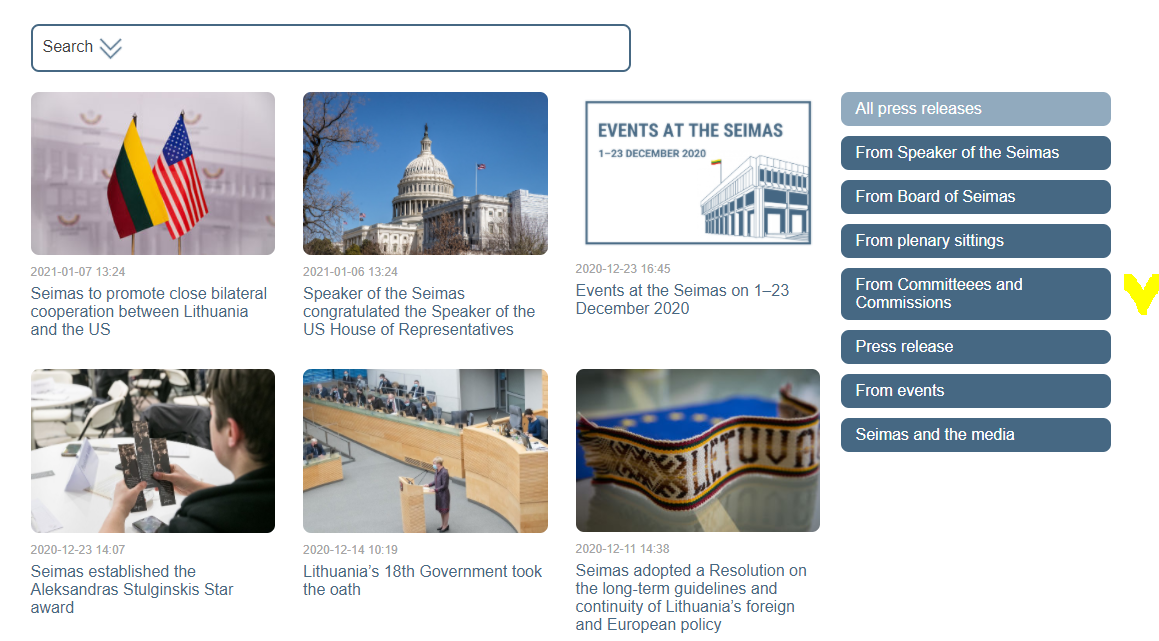 Search
EVENTS AT THE SEIMAS
1–23 DECEMBER 2020
2021-01-07 13:24
Seimas to promote close bilateral
cooperation between Lithuania
and the US
2021-01-06 13:24
Speaker of the Seimas
congratulated the Speaker of the
US House of Representatives
2020-12-23 16:45
Events at the Seimas on 1–23
December 2020
LIETUVA
2020-12-23 14:07
Seimas established the
Aleksandras Stulginskis Star
award
2020-12-14 10:19
Lithuania’s 18th Government took
the oath
2020-12-11 14:38
Seimas adopted a Resolution on
the long-term guidelines and
continuity of Lithuania’s foreign
and European policy
All press releases
From Speaker of the Seimas
From Board of Seimas
From plenary sittings
From Committeees and
Commissions
Press release
From events
Seimas and the media